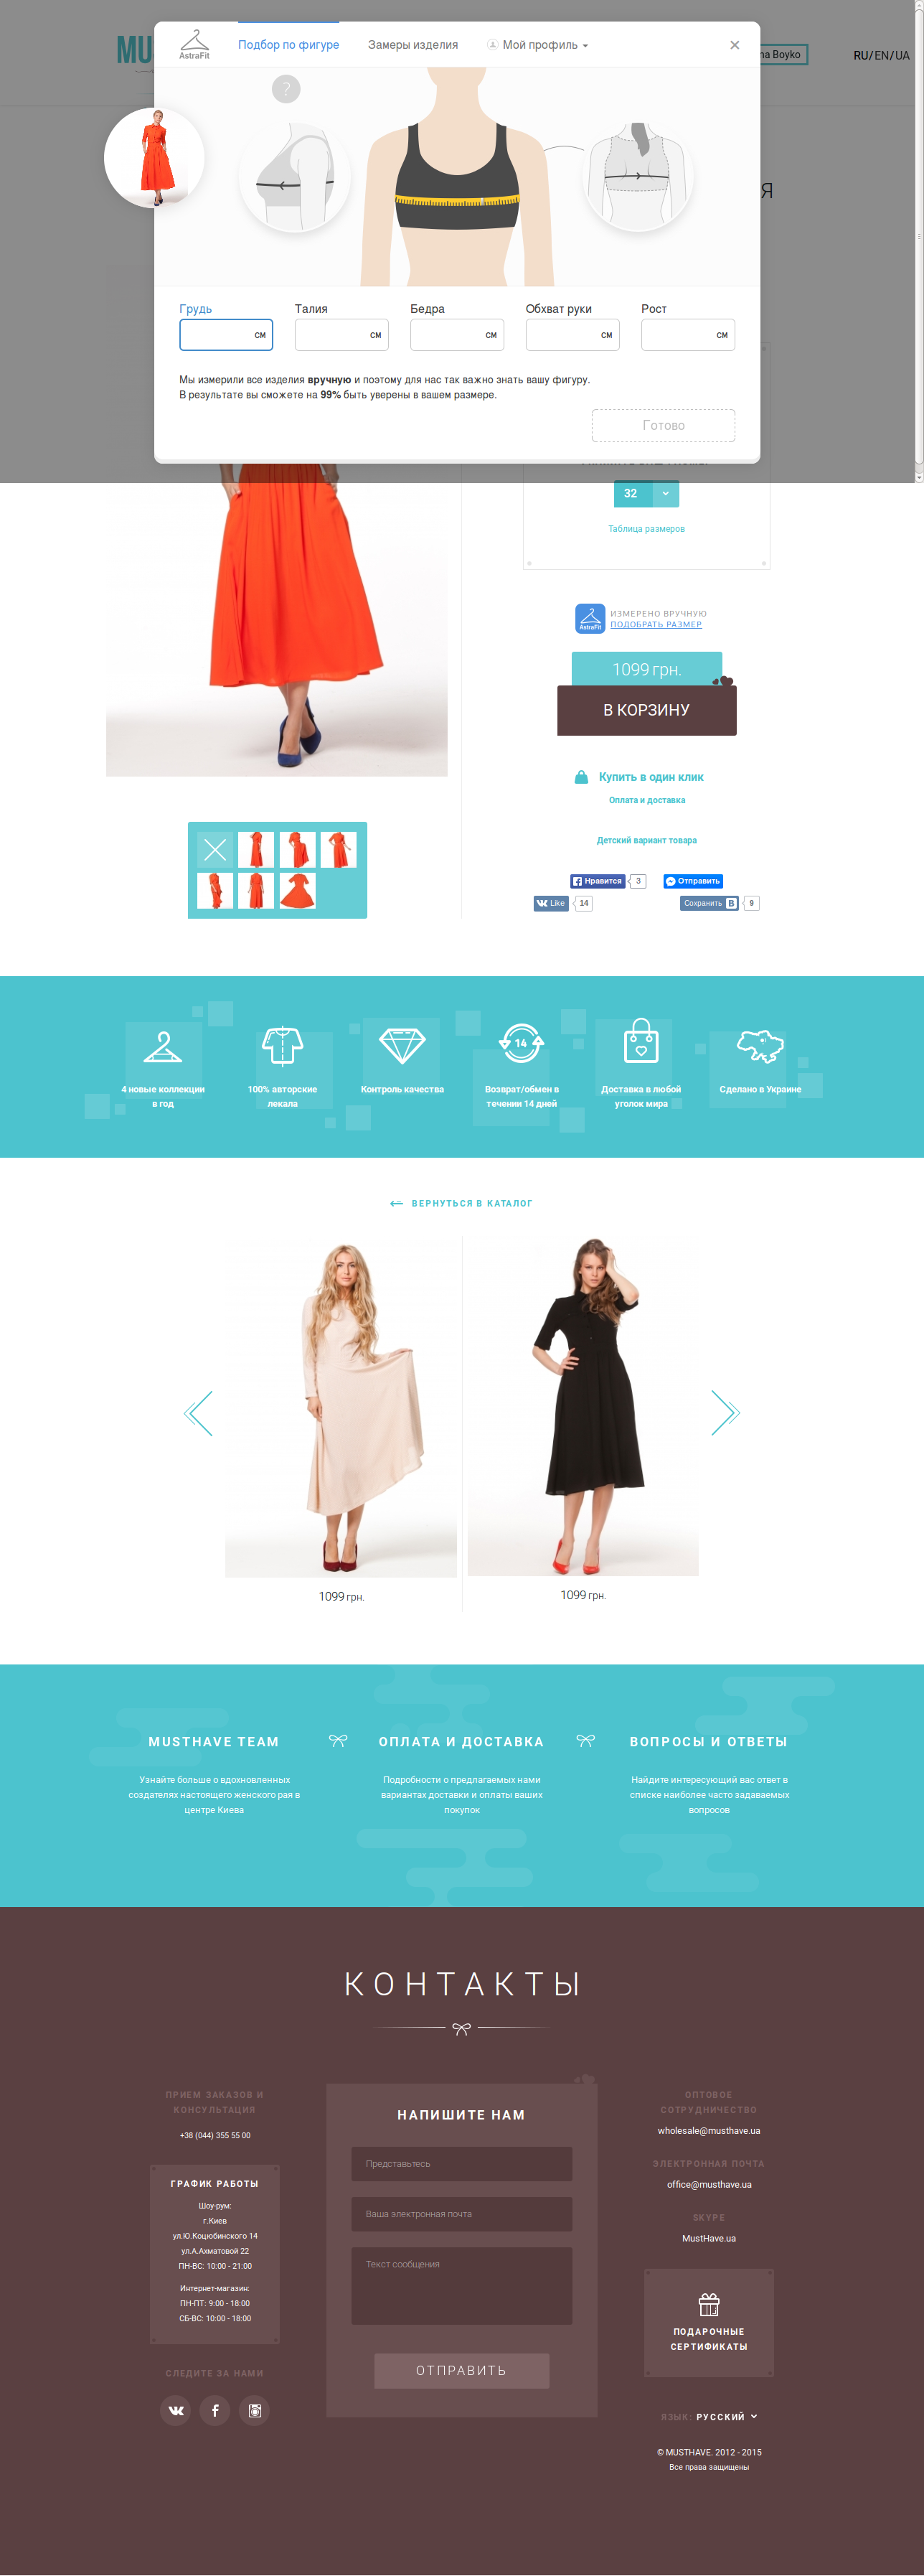 AstraFit
Подбор по фигуре
Замеры изделия
Мой профиль
na Boyko
RU/EN/UA
?
Грудь
Талия
Бедра
Обхват руки
Рост
см
см
см
см
см
Мы измерили все изделия вручную и поэтому для нас так важно знать вашу фигуру.
В результате вы сможете на 99% быть уверены в вашем размере.
Готово
32
Таблица размеров
AstraFit
ИЗМЕРЕНО ВРУЧНУЮ
ПОДОБРАТЬ РАЗМЕР
1099 грн.
В КОРЗИНУ
Купить в один клик
Оплата и доставка
Детский вариант товара
Нравится 3
Отправить
Like 14
Сохранить B 9
14
4 новые коллекции
в год
100% авторские
лекала
Контроль качества
Возврат/обмен в
течении 14 дней
Доставка в любой
уголок мира
Сделано в Украине
ВЕРНУТЬСЯ В КАТАЛОГ
1099 грн.
1099 грн.
MUSTHAVE TEAM
Узнайте больше о вдохновленных
создателях настоящего женского рая в
центре Киева
ОПЛАТА И ДОСТАВКА
Подробности о предлагаемых нами
вариантах доставки и оплаты ваших
покупок
ВОПРОСЫ И ОТВЕТЫ
Найдите интересующий вас ответ в
списке наиболее часто задаваемых
вопросов
КОНТАКТЫ
ПРИЕМ ЗАКАЗОВ И
КОНСУЛЬТАЦИЯ
+38 (044) 355 55 00
ГРАФИК РАБОТЫ
Шоу-рум:
г.Киев
ул.Ю.Коцюбинского 14
ул.А.Ахматовой 22
ПН-ВС: 10:00 - 21:00
Интернет-магазин:
ПН-ПТ: 9:00 - 18:00
СБ-ВС: 10:00 - 18:00
СЛЕДИТЕ ЗА НАМИ
НАПИШИТЕ НАМ
Представьтесь
Ваша электронная почта
Текст сообщения
ОТПРАВИТЬ
ОПТОВОЕ
СОТРУДНИЧЕСТВО
wholesale@musthave.ua
ЭЛЕКТРОННАЯ ПОЧТА
office@musthave.ua
SKYPE
MustHave.ua
ПОДАРОЧНЫЕ
СЕРТИФИКАТЫ
ЯЗЫК: РУССКИЙ
© MUSTHAVE. 2012 - 2015
Все права защищены